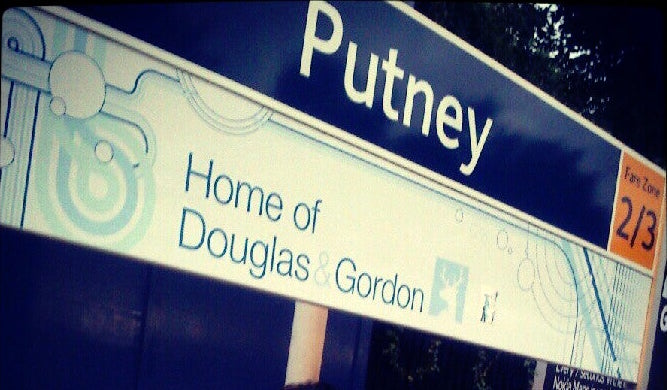 Putney
Fare Zone
2/3
Home of
Douglas & Gordon